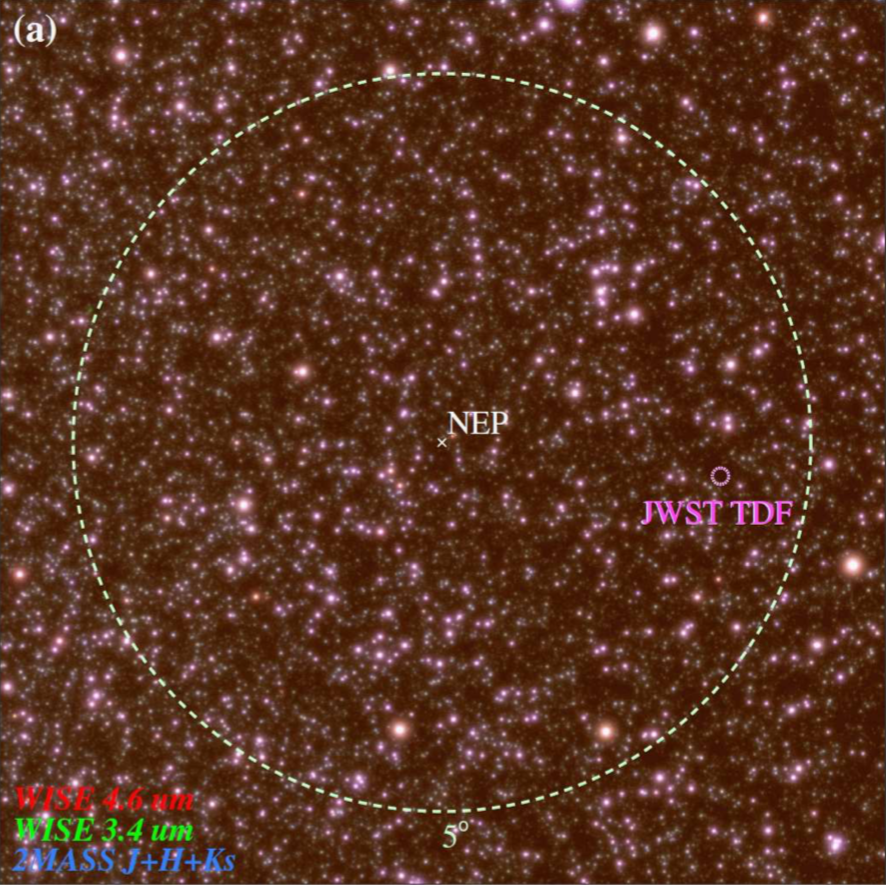 (a)
NEP
JWST TDF
WISE 4.6 um
WISE 3.4 um
2MASS J+H+Ks
5°